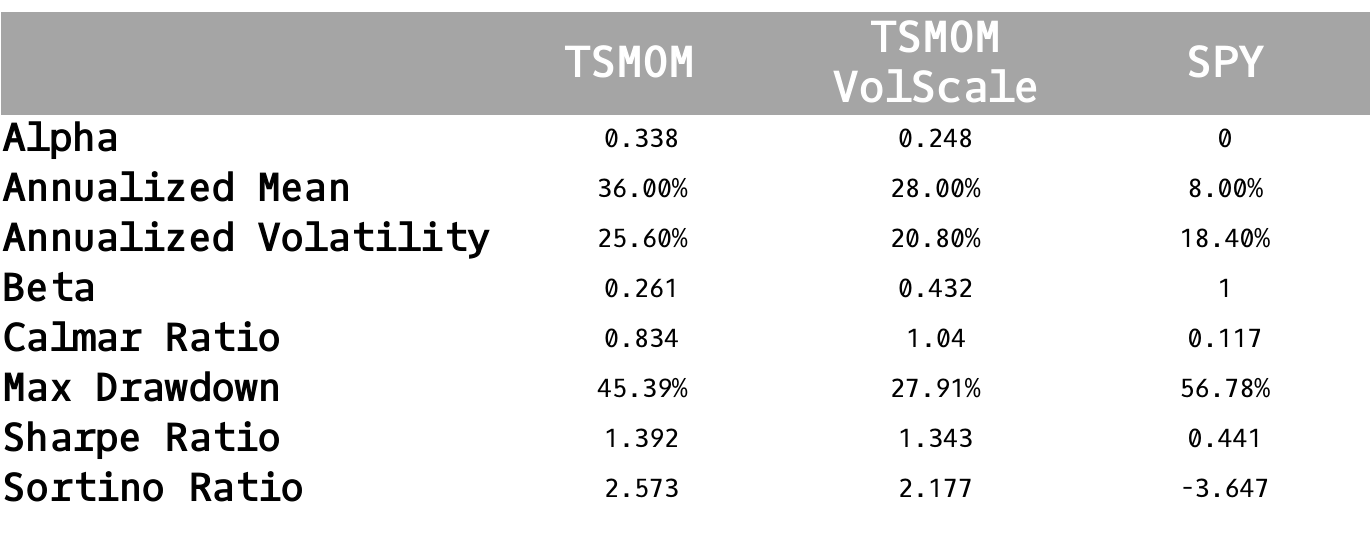 TSMOM TSMOM VolScale SPY
Alpha 0.338 0.248 0
Annualized Mean 36.00% 28.00% 8.00%
Annualized Volatility 25.60% 20.80% 18.40%
Beta 0.261 0.432 1
Calmar Ratio 0.834 1.04 0.117
Max Drawdown 45.39% 27.91% 56.78%
Sharpe Ratio 1.392 1.343 0.441
Sortino Ratio 2.573 2.177 -3.647